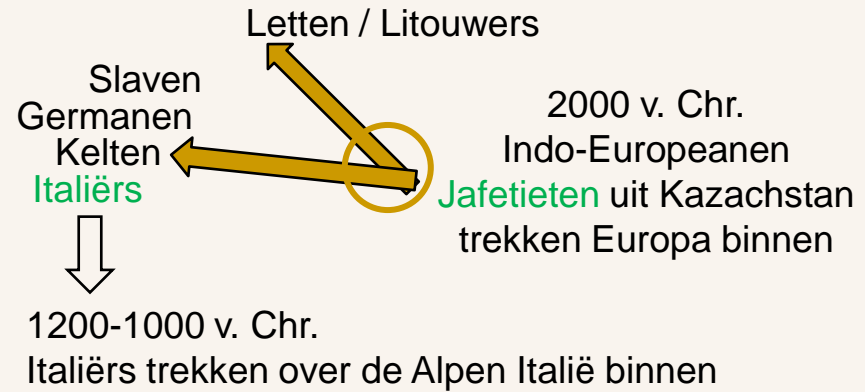 Letten / Litouwers
Slaven
Germanen
Kelten
Italiërs
2000 v. Chr.
Indo-Europeanen
Jafetieten uit Kazachstan
trekken Europa binnen
1200-1000 v. Chr.
Italiërs trekken over de Alpen Italië binnen